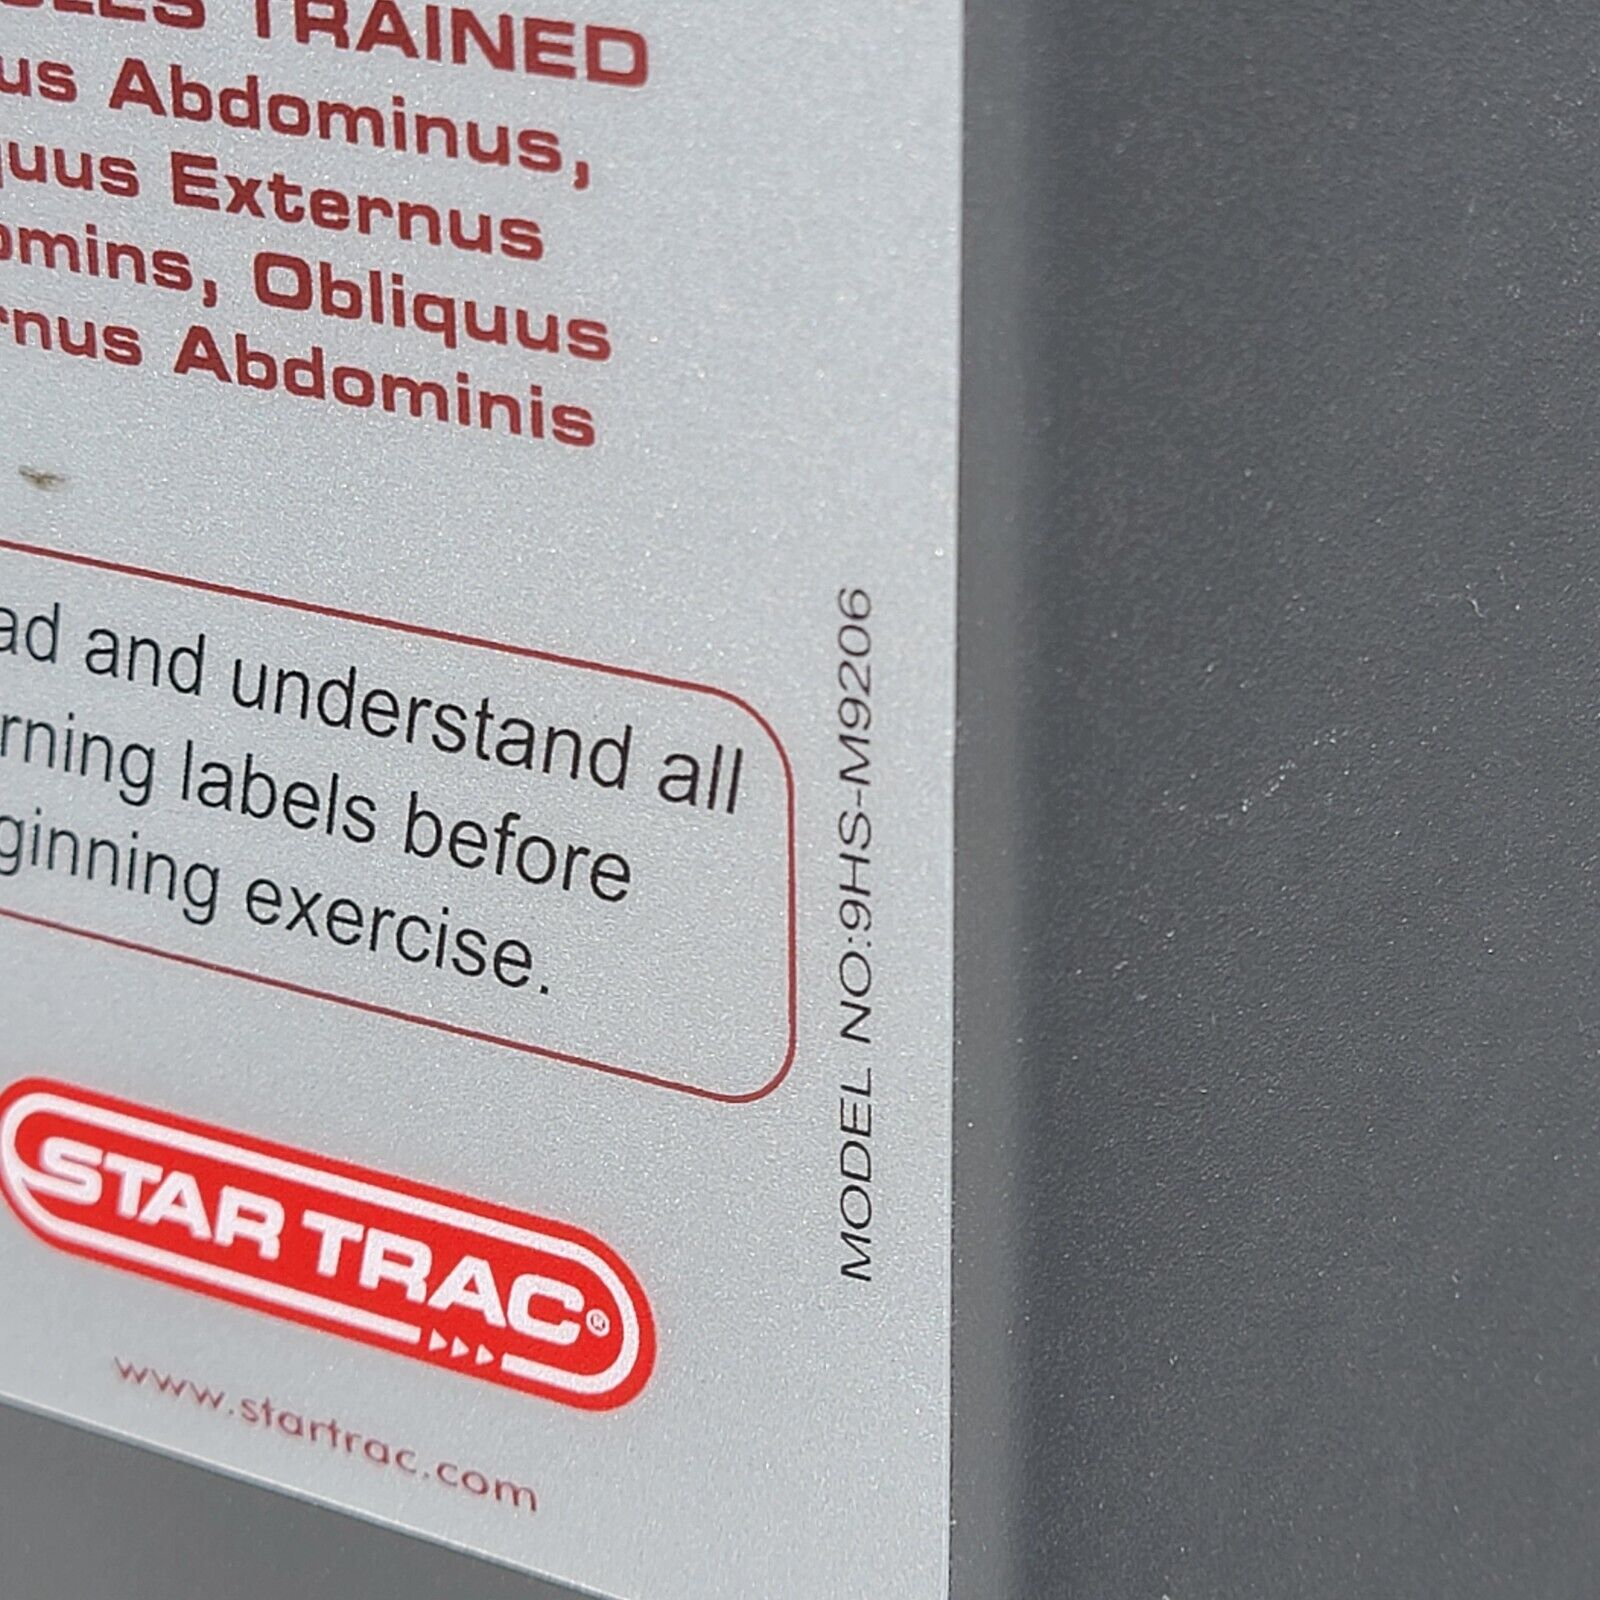 TRAINED
us Abdominus,
quus Externus
omins, Obliquus
rnus Abdominis
ad and understand all
rning labels before
ginning exercise.
MODEL NO:9HS-M9206
STAR TRAC®
www.startrac.com